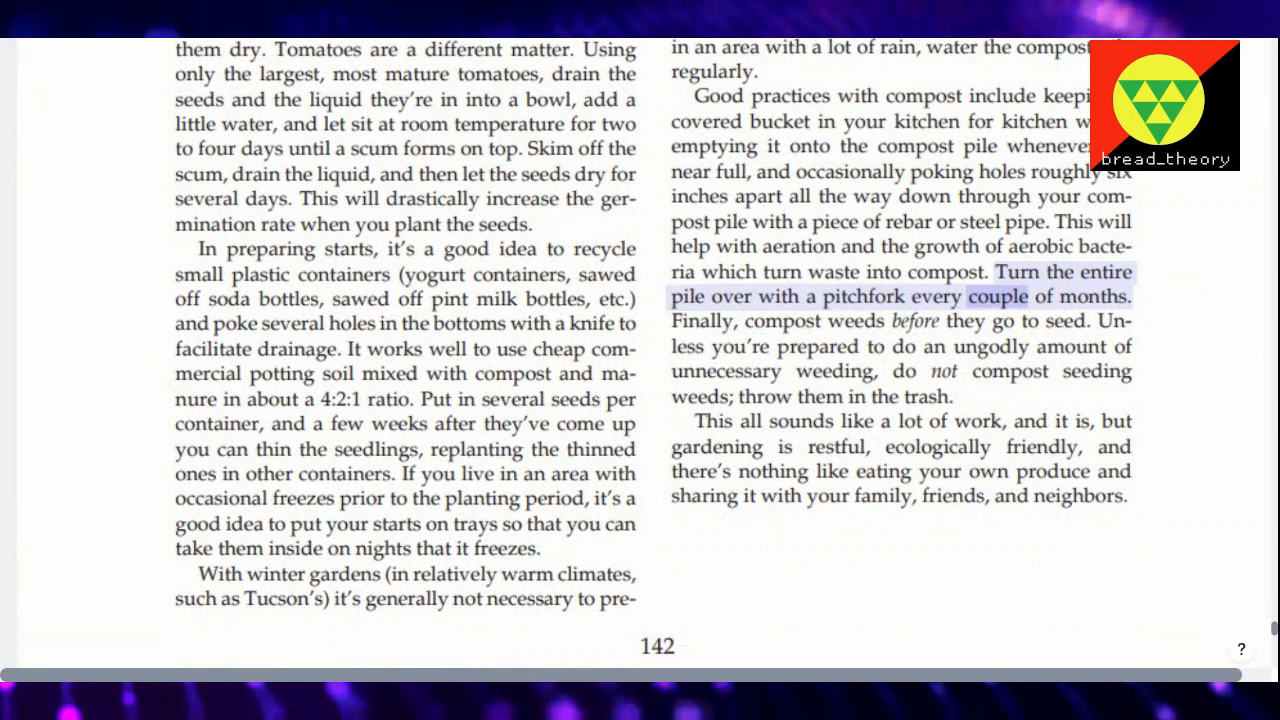 them dry. Tomatoes are a different matter. Using
only the largest, most mature tomatoes, drain the
seeds and the liquid they're in into a bowl, add a
little water, and let sit at room temperature for two
to four days until a scum forms on top. Skim off the
scum, drain the liquid, and then let the seeds dry for
several days. This will drastically increase the ger-
mination rate when you plant the seeds.
In preparing starts, it's a good idea to recycle
small plastic containers (yogurt containers, sawed
off soda bottles, sawed off pint milk bottles, etc.)
and poke several holes in the bottoms with a knife to
facilitate drainage. It works well to use cheap com-
mercial potting soil mixed with compost and ma-
nure in about a 4:2:1 ratio. Put in several seeds per
container, and a few weeks after they've come up
you can thin the seedlings, replanting the thinned
ones in other containers. If you live in an area with
occasional freezes prior to the planting period, it's a
good idea to put your starts on trays so that you can
take them inside on nights that it freezes.
With winter gardens (in relatively warm climates,
such as Tucson's) it's generally not necessary to pre-
in an area with a lot of rain, water the compost
regularly.
Good practices with compost include
covered bucket in your kitchen for kitchen
emptying it onto the compost pile
near full, and occasionally poking holes roughly six
inches apart all the way down through your com-
post pile with a piece of rebar or steel pipe. This will
help with aeration and the growth of aerobic bacte-
ria which turn waste into compost. Turn the entire
pile over with a pitchfork every couple of months.
Finally, compost weeds before they go to seed. Un-
less you're prepared to do an ungodly amount of
unnecessary weeding, do not compost seeding
weeds; throw them in the trash.
This all sounds like a lot of work, and it is, but
gardening is restful, ecologically friendly, and
there's nothing like eating your own produce and
sharing it with your family, friends, and neighbors.
142
bread_theory
?